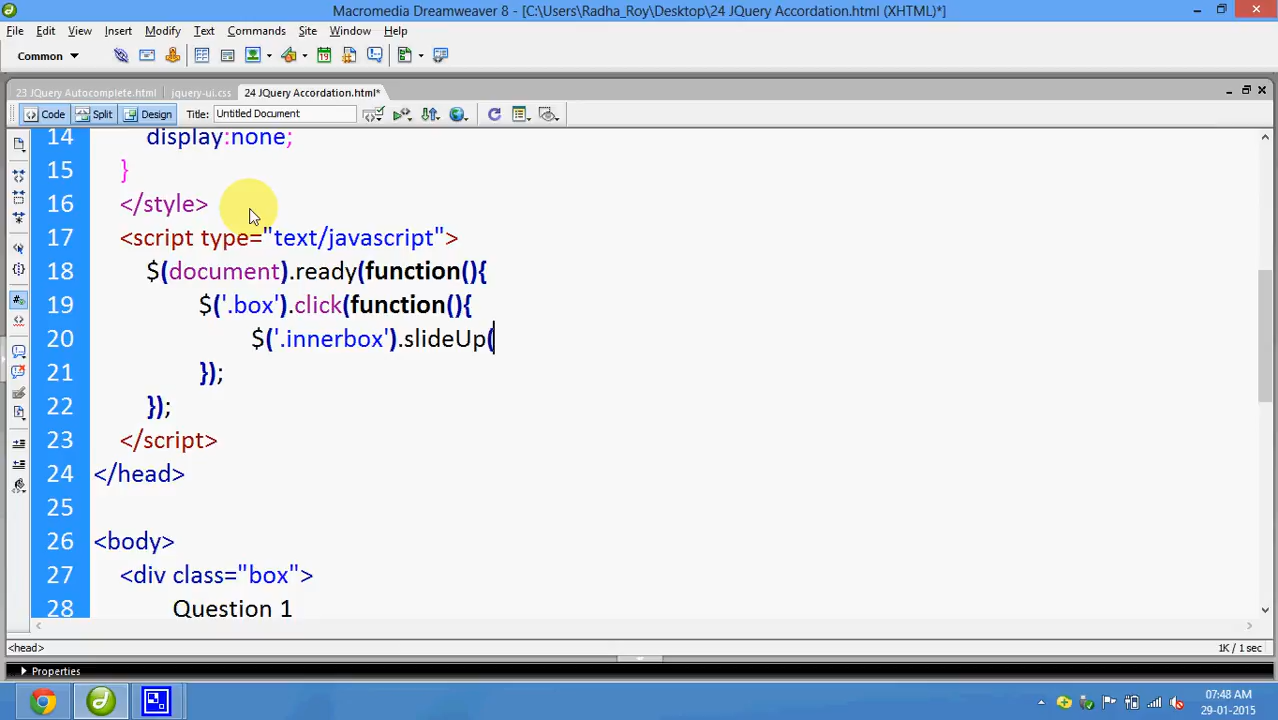 Macromedia Dreamweaver 8 - [C:\Users\Radha_Roy\Desktop\24 JQuery Accordation.html (XHTML)*]
File Edit View Insert Modify Text Commands Site Window Help
Common
23 JQuery Autocomplete.html jquery-ui.css 24 JQuery Accordation.html*
Code Split Design Title: Untitled Document
14 display:none;
15 }
16 </style>
17 <script type="text/javascript">
18 $(document).ready(function(){
19 $('.box').click(function(){
20 $('.innerbox').slideUp(
21 });
22 });
23 </script>
24 </head>
25
26 <body>
27 <div class="box">
28 Question 1
<head> 1K / 1 sec
Properties
07:48 AM
29-01-2015